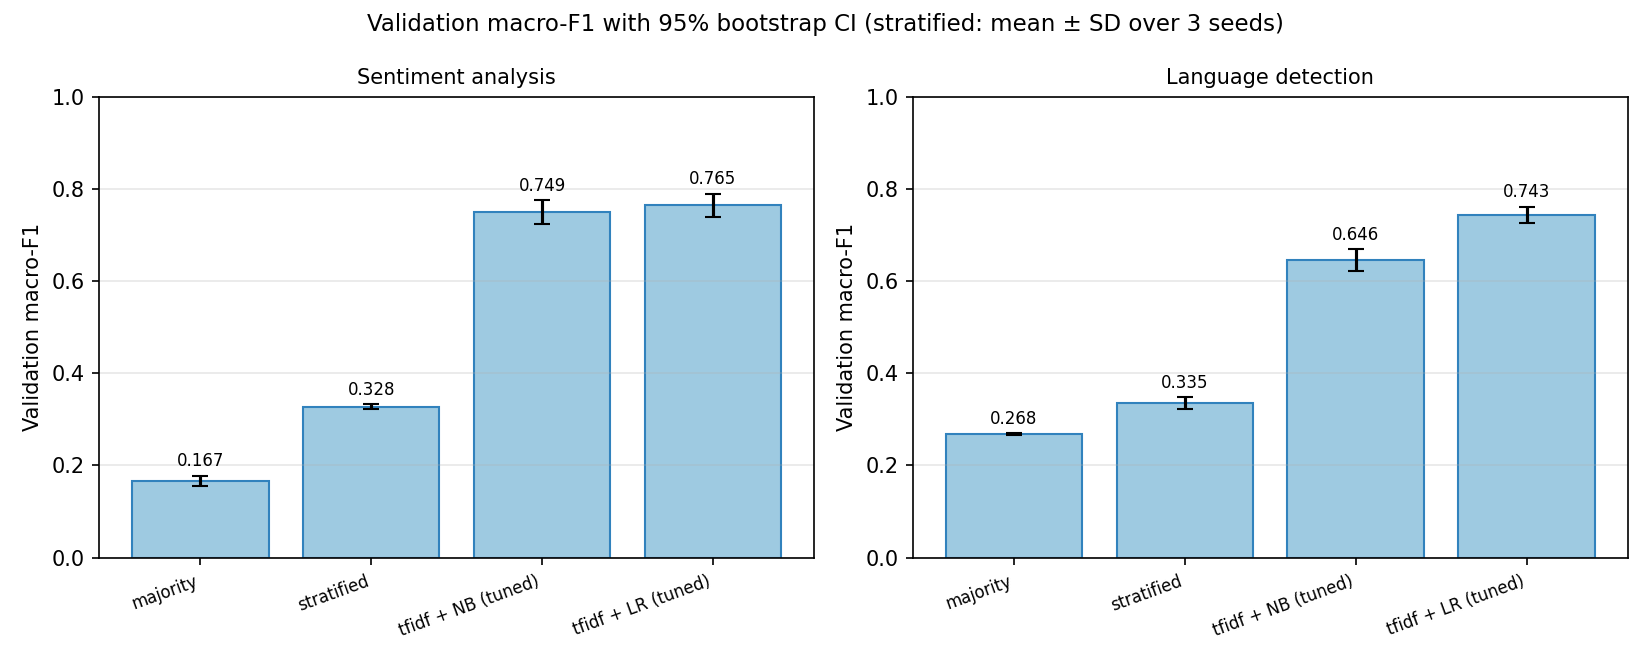 Validation macro-F1 with 95% bootstrap CI (stratified: mean ± SD over 3 seeds)
Sentiment analysis
Validation macro-F1
1.0
0.8
0.6
0.4
0.2
0.0
0.167
0.328
0.749
0.765
majority
stratified
tfidf + NB (tuned)
tfidf + LR (tuned)
Language detection
Validation macro-F1
1.0
0.8
0.6
0.4
0.2
0.0
0.268
0.335
0.646
0.743
majority
stratified
tfidf + NB (tuned)
tfidf + LR (tuned)